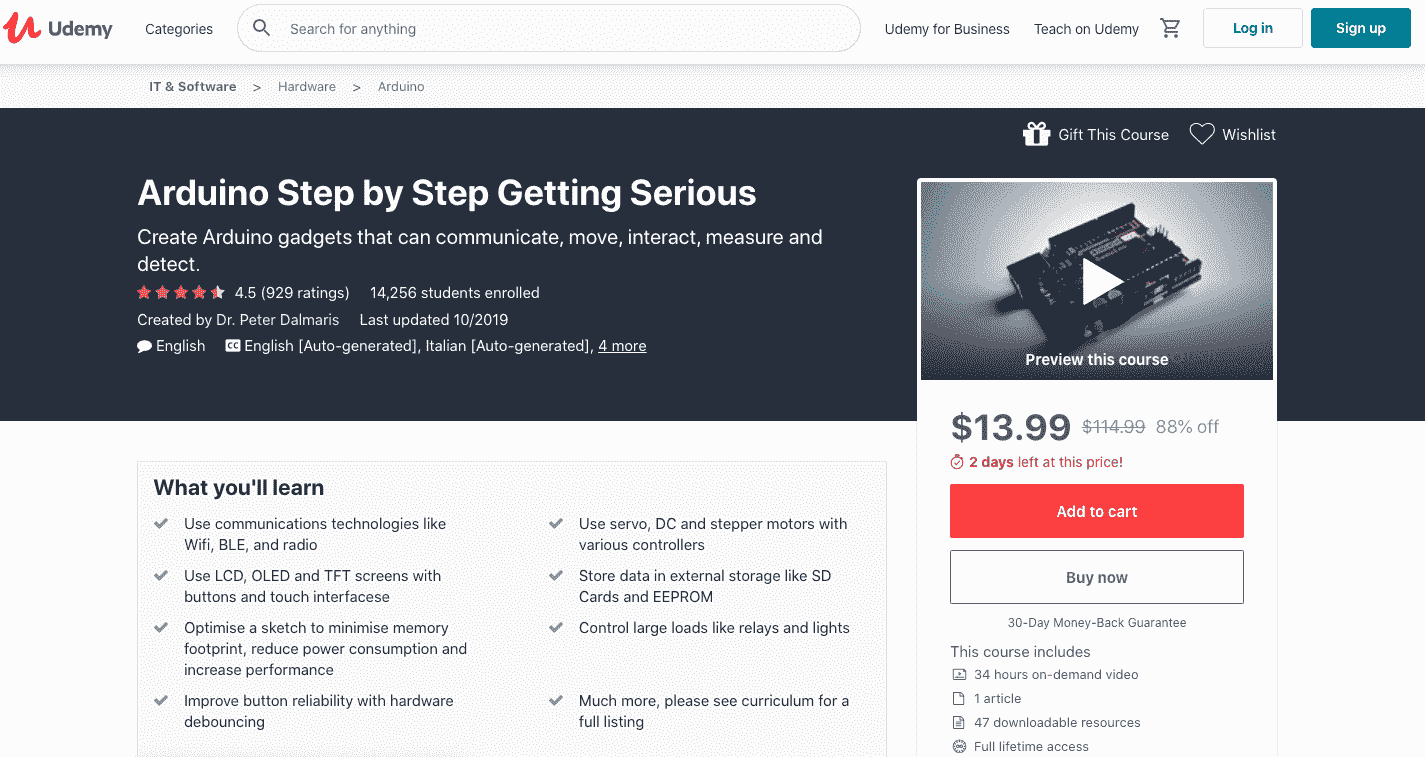 Udemy
Categories
Search for anything
Udemy for Business
Teach on Udemy
Log in
Sign up
IT & Software > Hardware > Arduino
Gift This Course
Wishlist
Arduino Step by Step Getting Serious
Create Arduino gadgets that can communicate, move, interact, measure and
detect.
4.5 (929 ratings) 14,256 students enrolled
Created by Dr. Peter Dalmaris Last updated 10/2019
CC
English English [Auto-generated], Italian [Auto-generated], 4 more
Preview this course
$13.99 $114.99 88% off
2 days left at this price!
Add to cart
Buy now
30-Day Money-Back Guarantee
This course includes
34 hours on-demand video
1 article
47 downloadable resources
Full lifetime access
What you'll learn
Use communications technologies like
Wifi, BLE, and radio
Use servo, DC and stepper motors with
various controllers
Use LCD, OLED and TFT screens with
buttons and touch interfacese
Store data in external storage like SD
Cards and EEPROM
Optimise a sketch to minimise memory
footprint, reduce power consumption and
increase performance
Control large loads like relays and lights
Improve button reliability with hardware
debouncing
Much more, please see curriculum for a
full listing